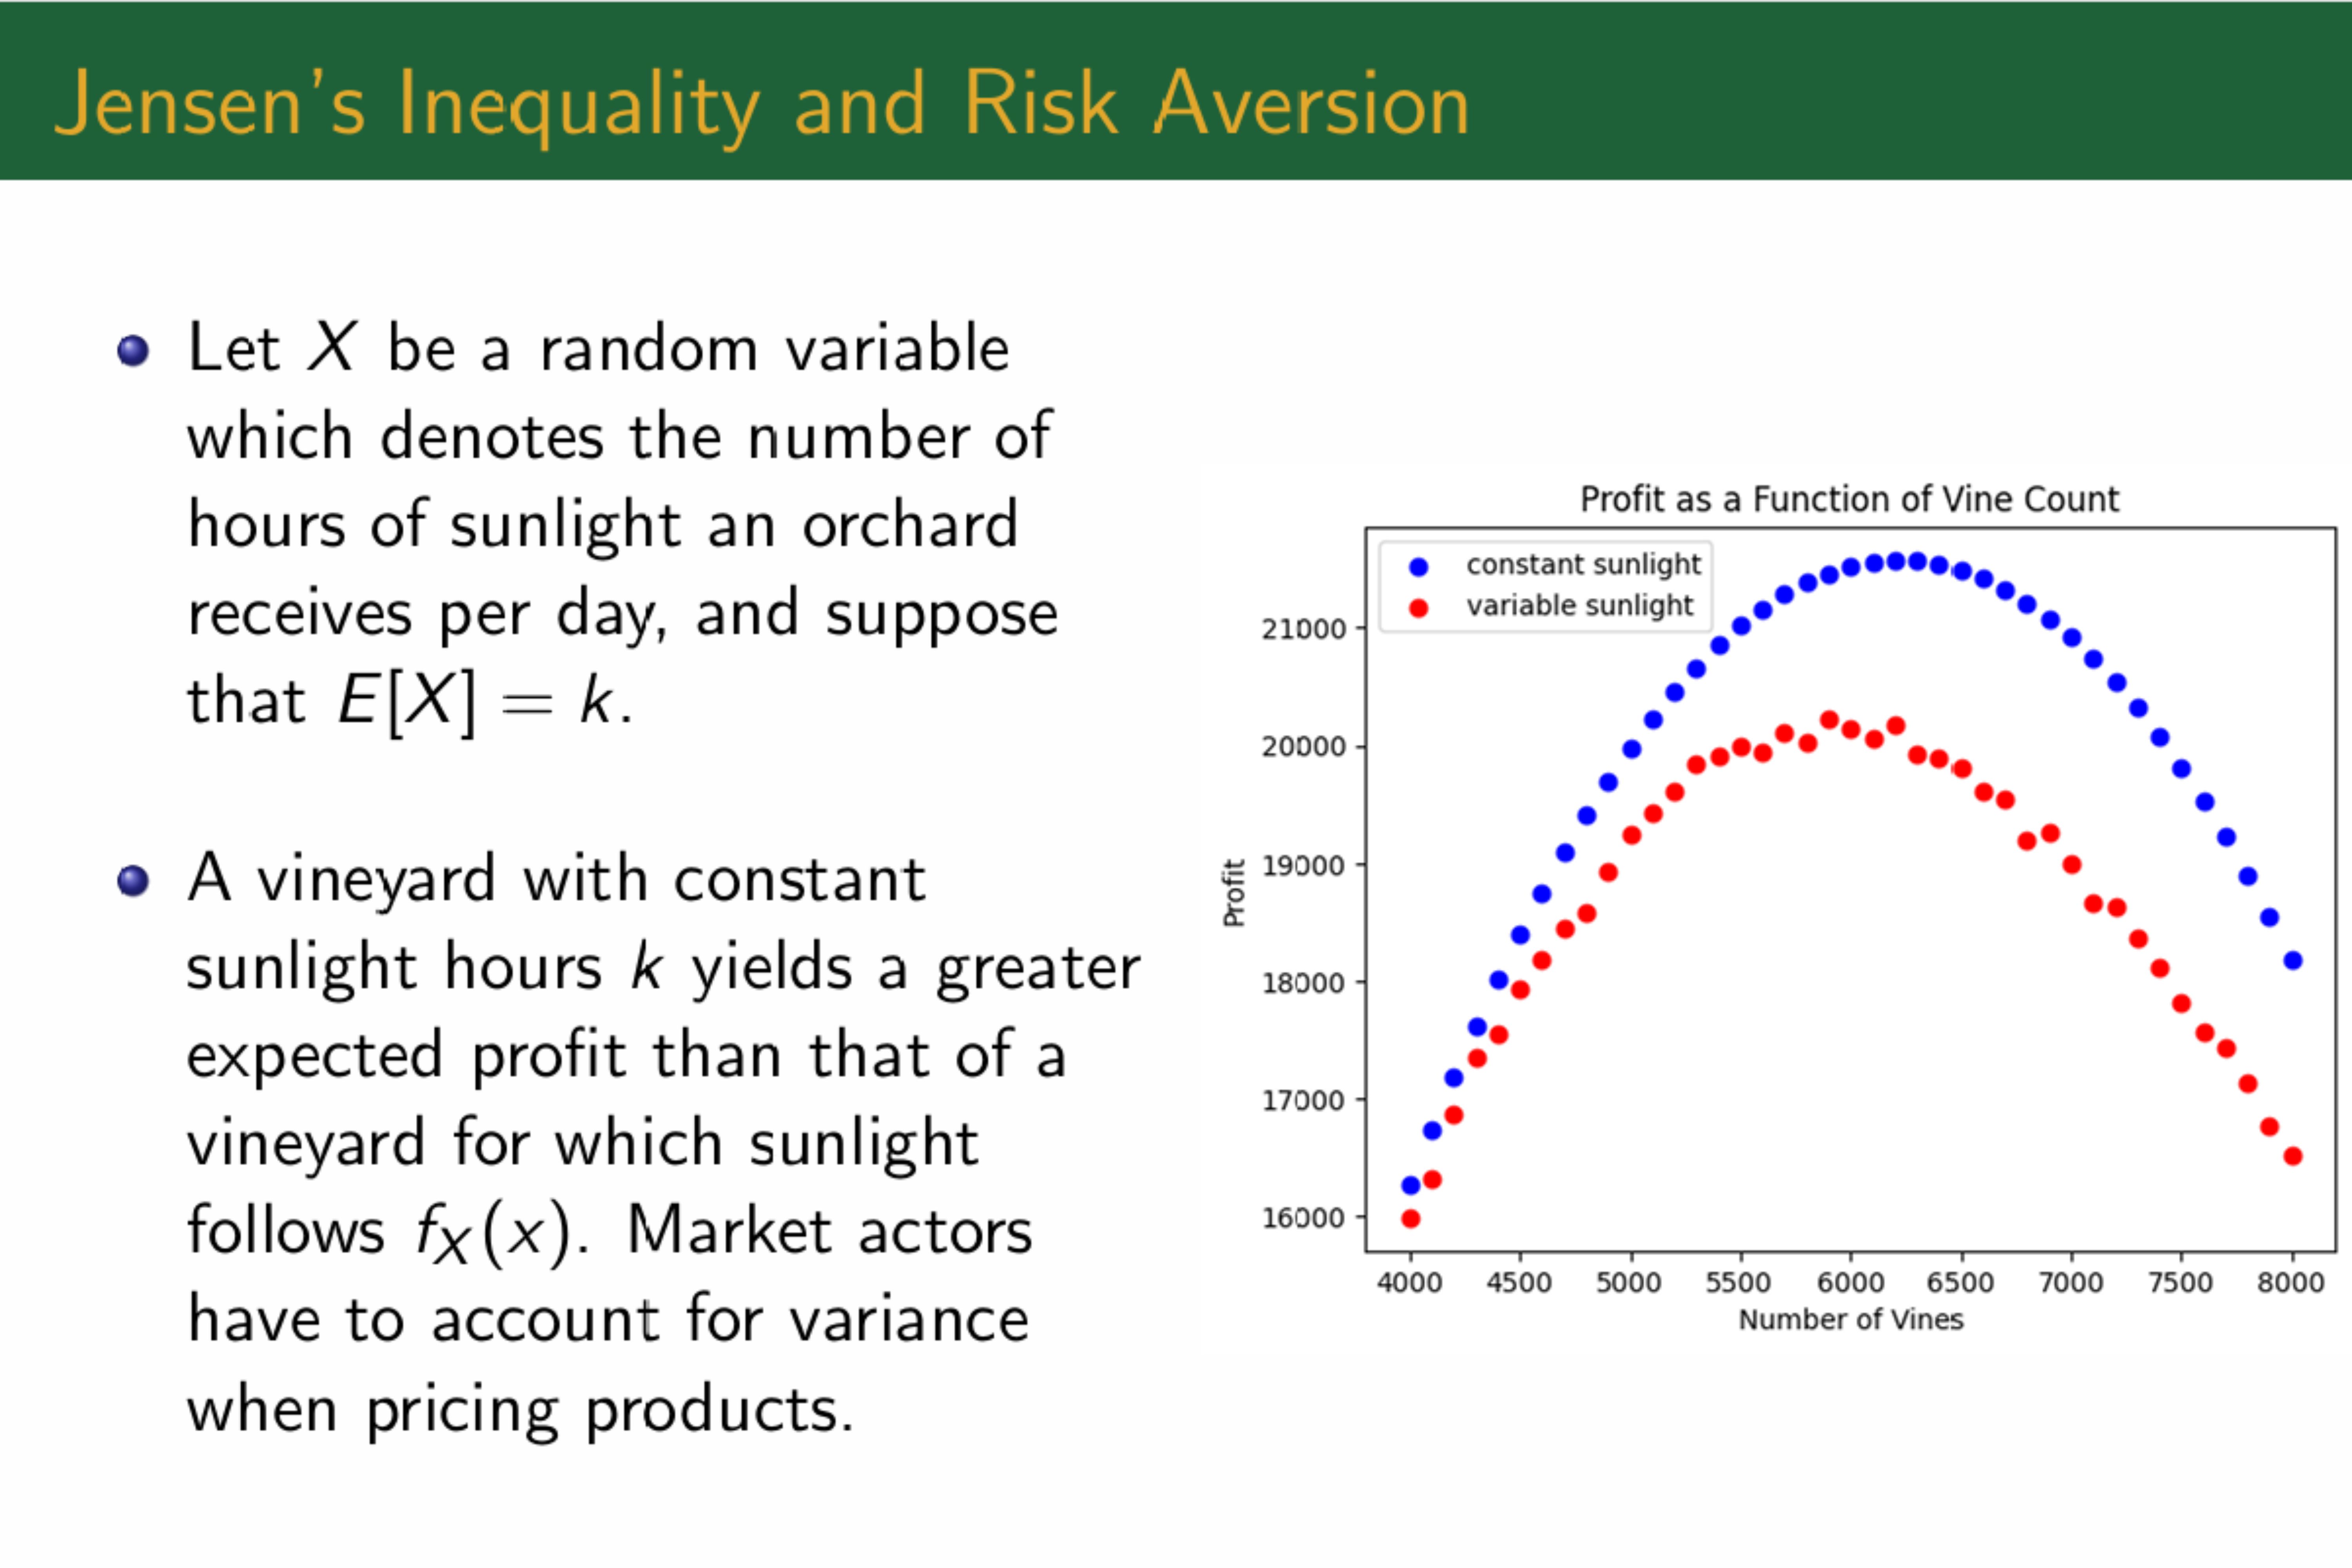 Jensen's Inequality and Risk Aversion
Let X be a random variable
which denotes the number of
hours of sunlight an orchard
receives per day, and suppose
that E[X] = k.
A vineyard with constant
sunlight hours k yields a greater
expected profit than that of a
vineyard for which sunlight
follows f_X(x). Market actors
have to account for variance
when pricing products.
Profit as a Function of Vine Count
constant sunlight
variable sunlight
21000
20000
19000
18000
17000
16000
Profit
4000 4500 5000 5500 6000 6500 7000 7500 8000
Number of Vines